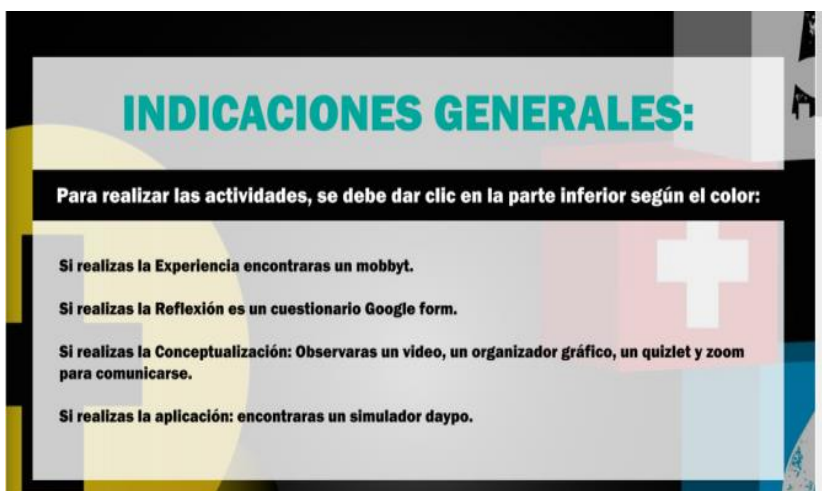 INDICACIONES GENERALES:
Para realizar las actividades, se debe dar clic en la parte inferior según el color:
Si realizas la Experiencia encontraras un mobbyt.
Si realizas la Reflexión es un cuestionario Google form.
Si realizas la Conceptualización: Observaras un video, un organizador gráfico, un quizlet y zoom
para comunicarse.
Si realizas la aplicación: encontraras un simulador daypo.